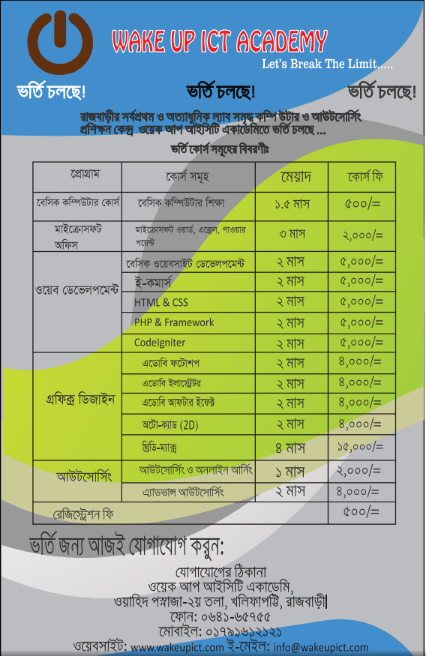 WAKE UP ICT ACADEMY
Let's Break The Limit.....
ভর্তি চলছে! ভর্তি চলছে! ভর্তি চলছে!
রাজবাড়ীর সর্বপ্রথম ও অত্যাধুনিক ল্যাব সমৃদ্ধ কম্পি উটার ও আউটসোর্সিং
প্রশিক্ষন কেন্দ্র ওয়েক আপ আইসিটি একাডেমিতে ভর্তি চলছে ...
ভর্তি কোর্স সমূহের বিবরণীঃ
প্রোগ্রাম কোর্স সমূহ মেয়াদ কোর্স ফি
বেসিক কম্পিউটার কোর্স বেসিক কম্পিউটার শিক্ষা ১.৫ মাস ৫০০/=
মাইক্রোসফট অফিস মাইক্রোসফট ওয়ার্ড, এক্সেল, পাওয়ার পয়েন্ট ৩ মাস ২,০০০/=
ওয়েব ডেভেলপমেন্ট বেসিক ওয়েবসাইট ডেভেলপমেন্ট ২ মাস ৫,০০০/=
ই-কমার্স ২ মাস ৫,০০০/=
HTML & CSS ২ মাস ৫,০০০/=
PHP & Framework ২ মাস ৫,০০০/=
CodeIgniter ২ মাস ৫,০০০/=
গ্রফিক্স ডিজাইন এডোবি ফটোশপ ২ মাস ৪,০০০/=
এডোবি ইলাস্ট্রেটর ২ মাস ৪,০০০/=
এডোবি আফটার ইফেক্ট ২ মাস ৪,০০০/=
অটো-ক্যাড (2D) ২ মাস ৪,০০০/=
থ্রিডি-ম্যাক্স ৪ মাস ১৫,০০০/=
আউটসোর্সিং আউটসোর্সিং ও অনলাইন আর্নিং ১ মাস ২,০০০/=
এ্যাডভান্স আউটসোর্সিং ২ মাস ৪,০০০/=
রেজিস্ট্রেশন ফি ৫০০/=
ভর্তি জন্য আজই যোগাযোগ করুন:
যোগাযোগের ঠিকানা
ওয়েক আপ আইসিটি একাডেমি,
ওয়াহিদ পন্নাজা-২য় তলা, খলিফাপট্টি, রাজবাড়ী
ফোন: ০৬৪১-৬৫৭৫৫
মোবাইল: ০১৭৯১৬১২১২১
ওয়েবসাইট: www.wakeupict.com ই-মেইল: info@wakeupict.com